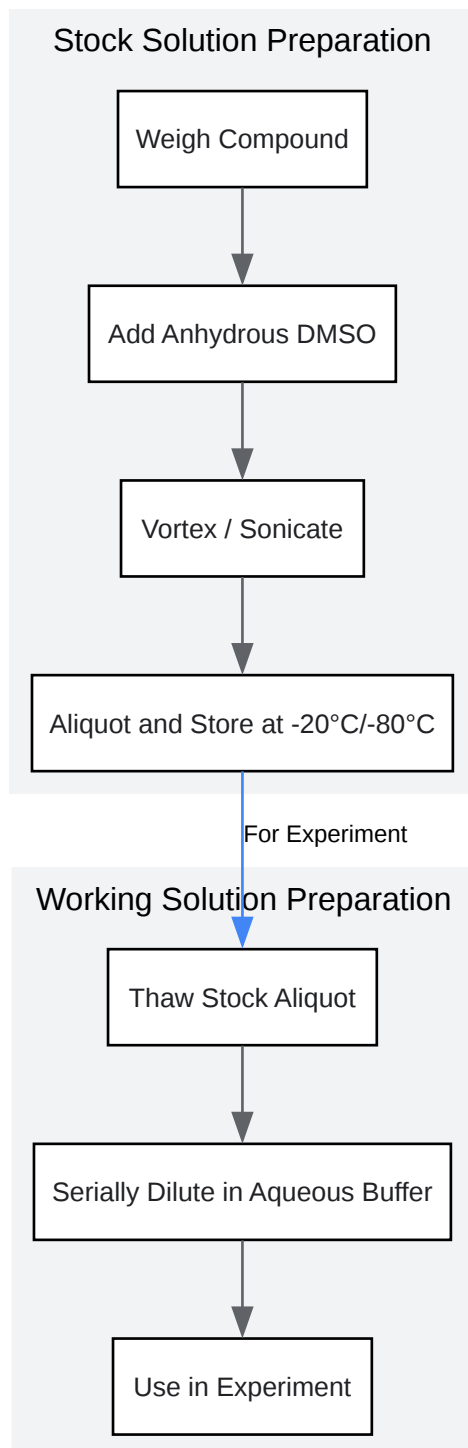 Stock Solution Preparation
Weigh Compound
Add Anhydrous DMSO
Vortex / Sonicate
Aliquot and Store at -20°C/-80°C
For Experiment
Working Solution Preparation
Thaw Stock Aliquot
Serially Dilute in Aqueous Buffer
Use in Experiment